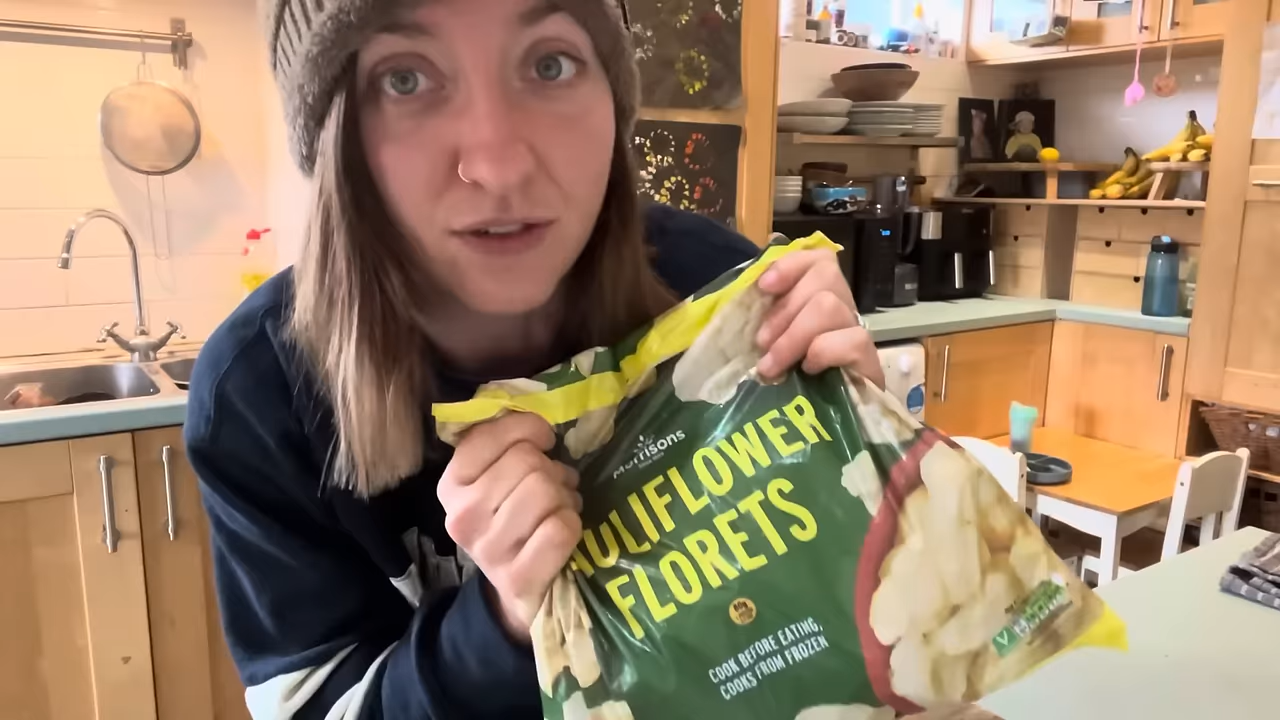 Morrisons
AULIFLOWER
FLORETS
COOK BEFORE EATING,
COOKS FROM FROZEN
V